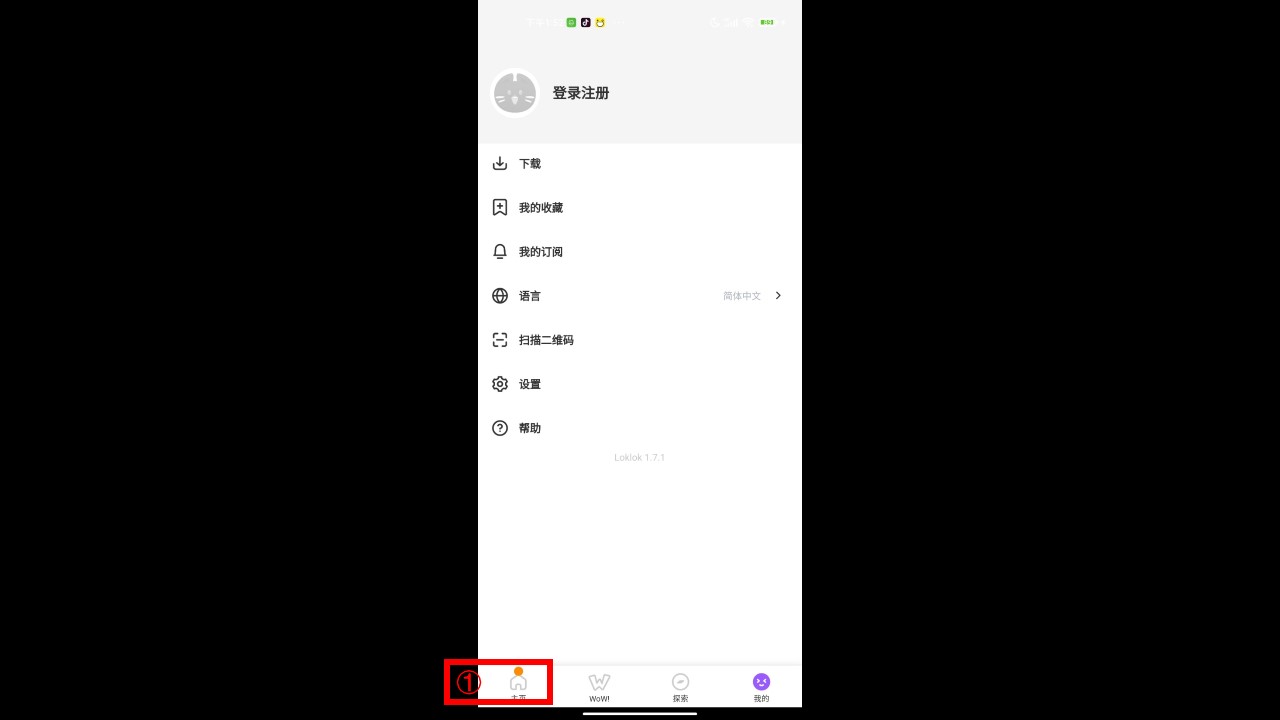 登录注册
下载
我的收藏
我的订阅
语言 简体中文
扫描二维码
设置
帮助
Loklok 1.7.1
①
主页 WoW! 探索 我的